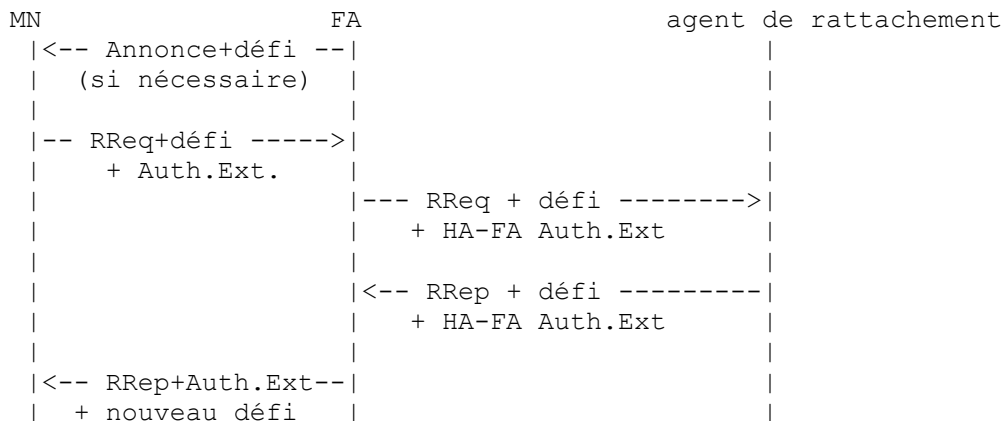 MN                     FA                     agent de rattachement
 |<-- Annonce+défi --|                           |
 |  (si nécessaire)  |                           |
 |                   |                           |
 |-- RReq+défi ----->|                           |
 |    + Auth.Ext.    |                           |
 |                   |--- RReq + défi -------->|
 |                   |   + HA-FA Auth.Ext      |
 |                   |                           |
 |                   |<-- RRep + défi ---------|
 |                   |   + HA-FA Auth.Ext      |
 |                   |                           |
 |<-- RRep+Auth.Ext--|                           |
 |  + nouveau défi   |                           |